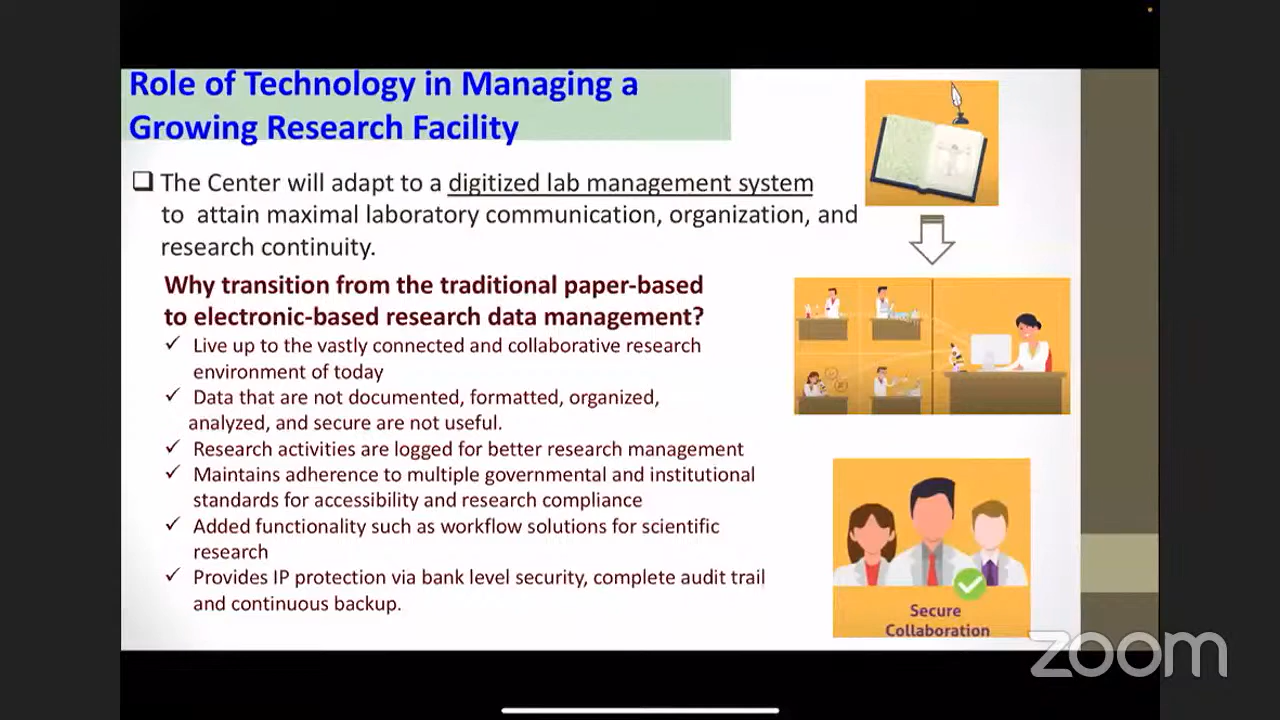 Role of Technology in Managing a
Growing Research Facility
❑ The Center will adapt to a digitized lab management system
to attain maximal laboratory communication, organization, and
research continuity.
Why transition from the traditional paper-based
to electronic-based research data management?
✓ Live up to the vastly connected and collaborative research
environment of today
✓ Data that are not documented, formatted, organized,
analyzed, and secure are not useful.
✓ Research activities are logged for better research management
✓ Maintains adherence to multiple governmental and institutional
standards for accessibility and research compliance
✓ Added functionality such as workflow solutions for scientific
research
✓ Provides IP protection via bank level security, complete audit trail
and continuous backup.
Secure
Collaboration
zoom